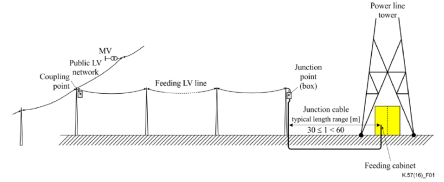 Power line
tower
MV
Public LV
network
Coupling
point
Feeding LV line
Junction
point
(box)
Junction cable
typical length range [m]
30 ≤ 1 < 60
Feeding cabinet
K.57(16)_F01